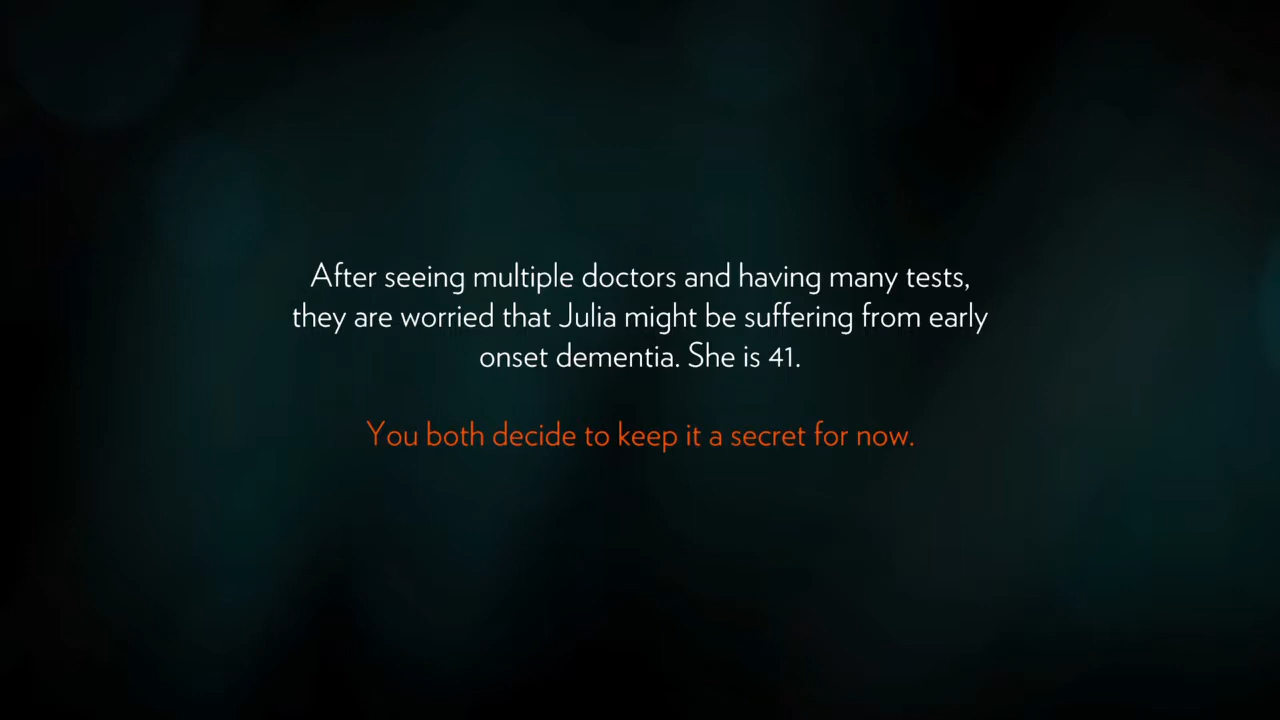 After seeing multiple doctors and having many tests,
they are worried that Julia might be suffering from early
onset dementia. She is 41.
You both decide to keep it a secret for now.